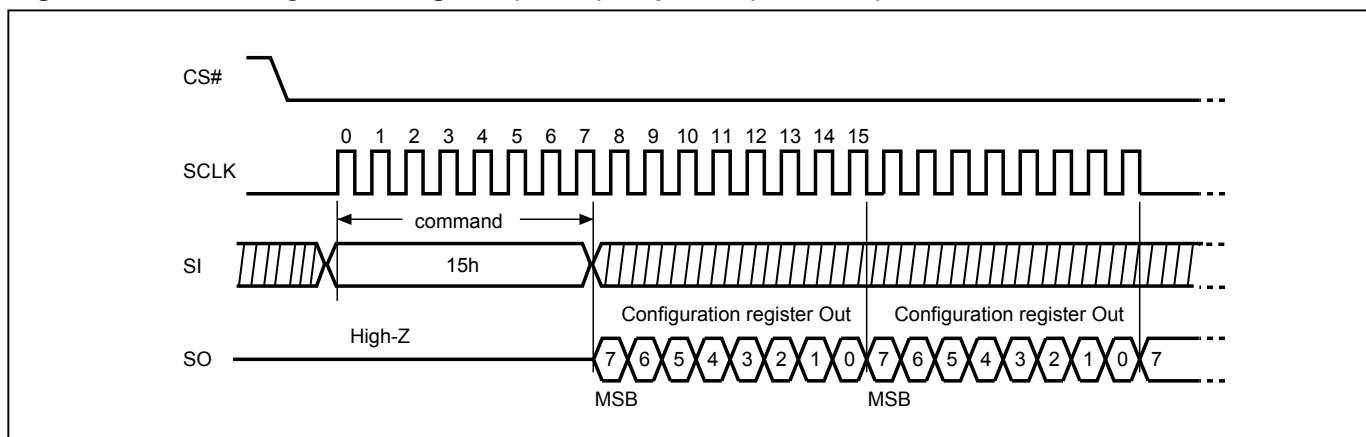 CS#
0 1 2 3 4 5 6 7 8 9 10 11 12 13 14 15
SCLK
command
SI
15h
Configuration register Out Configuration register Out
High-Z
SO
7 6 5 4 3 2 1 0 7 6 5 4 3 2 1 0 7
MSB MSB